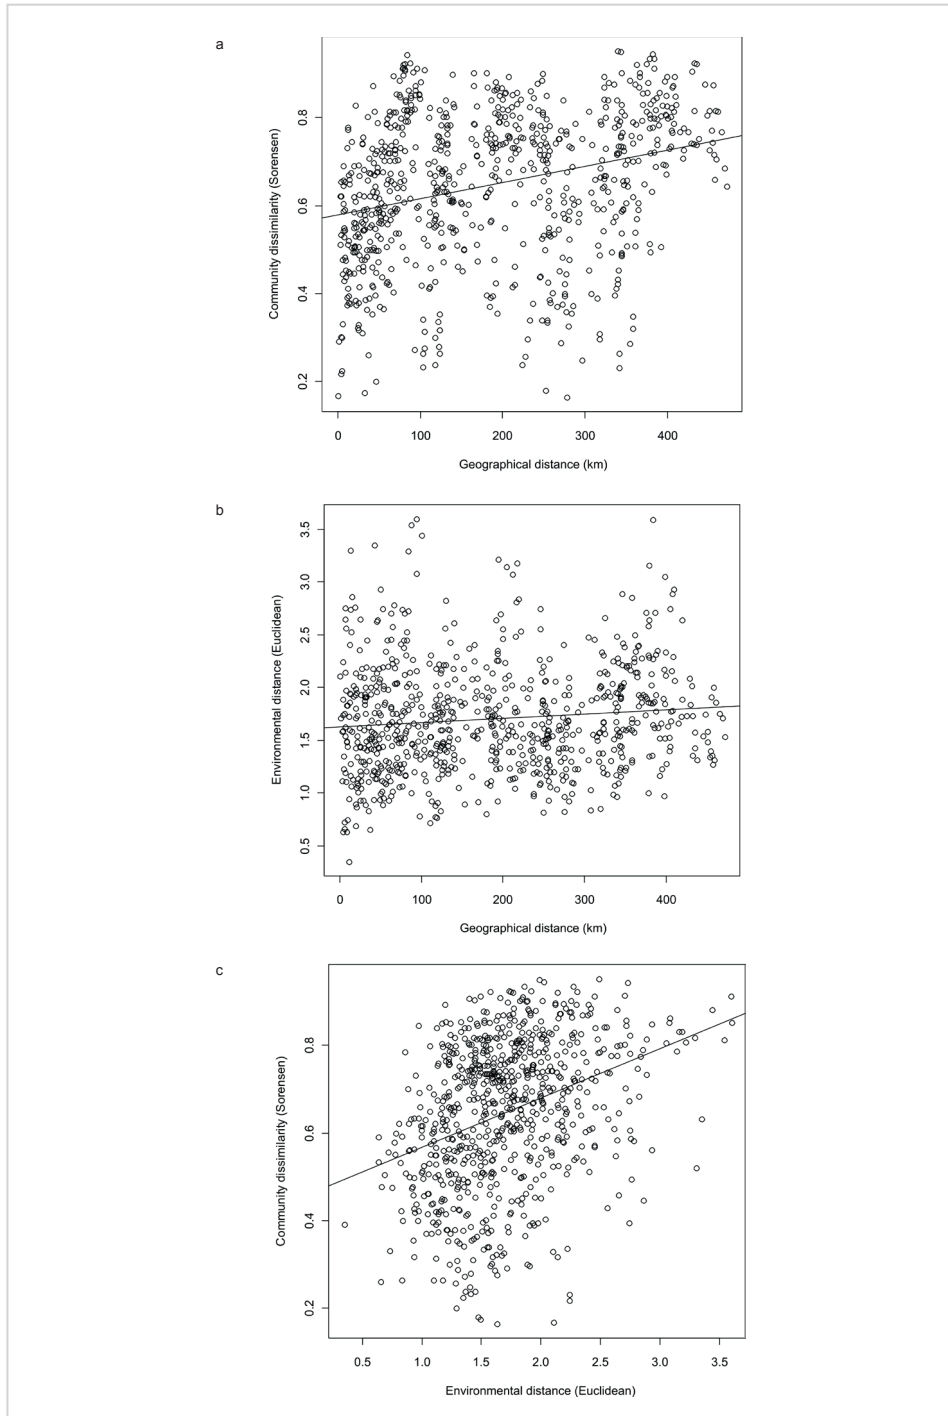 a
Community dissimilarity (Sorensen)
0.8
0.6
0.4
0.2
0 100 200 300 400
Geographical distance (km)
b
Environmental distance (Euclidean)
3.5
3.0
2.5
2.0
1.5
1.0
0.5
0 100 200 300 400
Geographical distance (km)
c
Community dissimilarity (Sorensen)
0.8
0.6
0.4
0.2
0.5 1.0 1.5 2.0 2.5 3.0 3.5
Environmental distance (Euclidean)